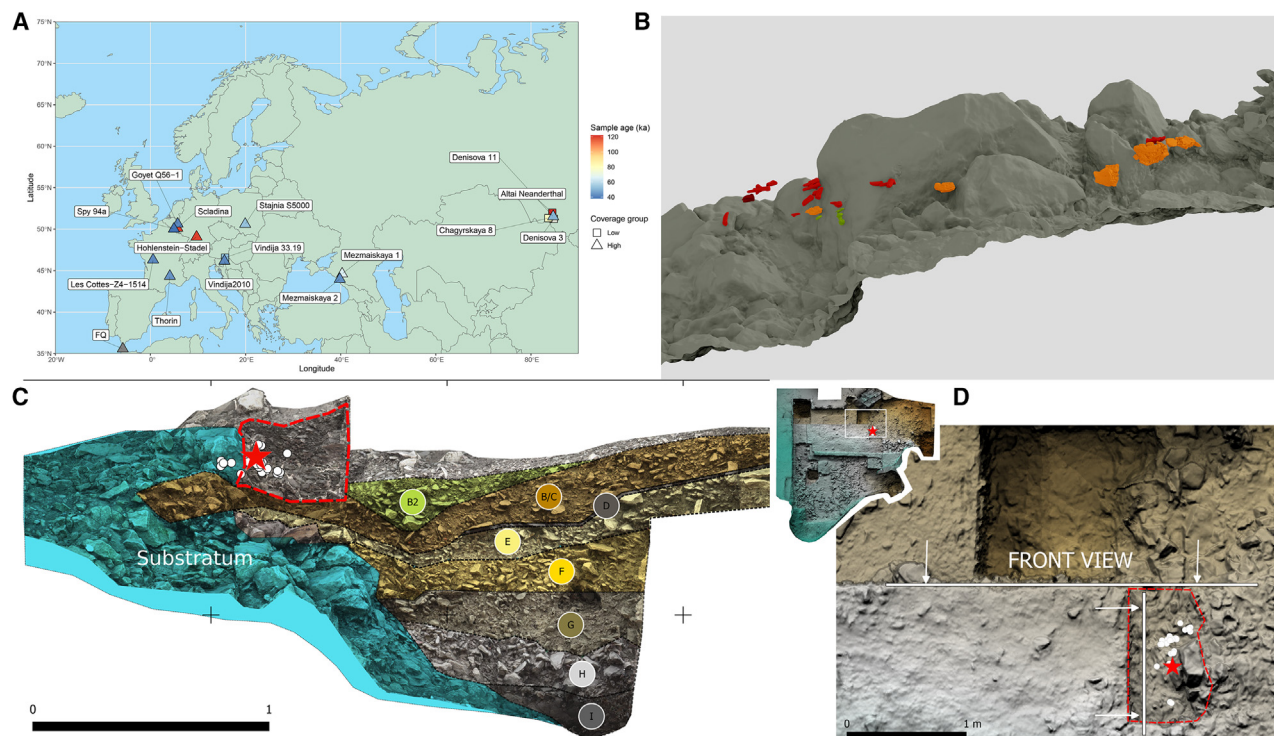 A
75°N
70°N
65°N
60°N
55°N
50°N
45°N
40°N
35°N
20°W
0°
20°E
40°E
60°E
80°E
Latitude
Longitude
Denisova 11
Goyet Q56−1
Altai Neanderthal
Spy 94a
Scladina
Stajnia S5000
Chagyrskaya 8
Denisova 3
Hohlenstein−Stadel
Vindija 33.19
Mezmaiskaya 1
Les Cottes−Z4−1514
Vindija2010
Mezmaiskaya 2
Thorin
FQ
Sample age (ka)
120
100
80
60
40
Coverage group
Low
High
B
C
B2
B/C
D
E
Substratum
F
G
H
I
0
1
D
FRONT VIEW
0
1 m